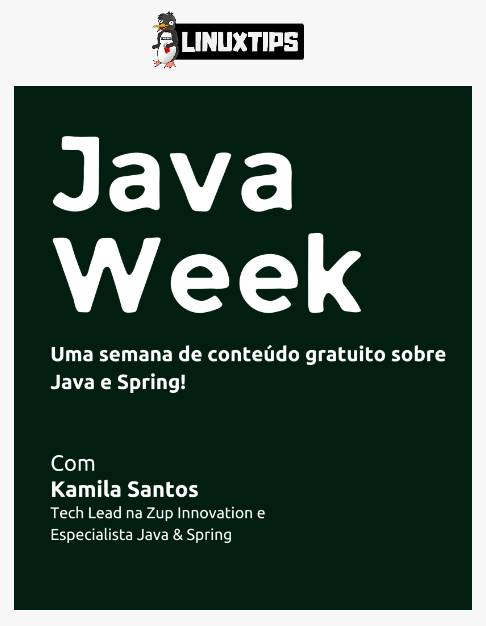 LINUXTIPS
Java
Week
Uma semana de conteúdo gratuito sobre
Java e Spring!
Com
Kamila Santos
Tech Lead na Zup Innovation e
Especialista Java & Spring